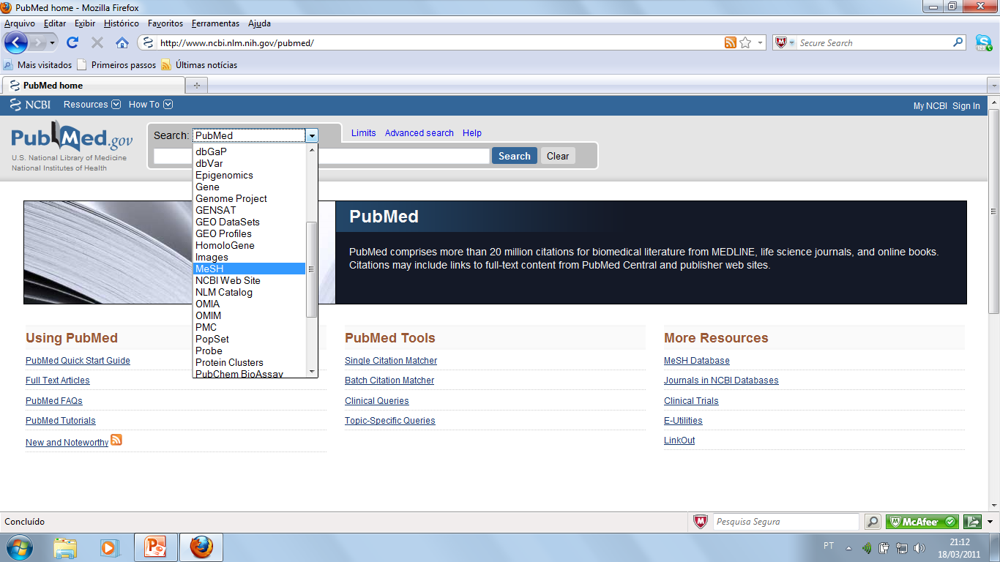 PubMed home - Mozilla Firefox
Arquivo Editar Exibir Histórico Favoritos Ferramentas Ajuda
http://www.ncbi.nlm.nih.gov/pubmed/
Secure Search
Mais visitados Primeiros passos Últimas notícias
PubMed home
NCBI Resources How To My NCBI Sign In
PubMed.gov
U.S. National Library of Medicine
National Institutes of Health
Search: PubMed
Limits Advanced search Help
Search Clear
dbGaP
dbVar
Epigenomics
Gene
Genome Project
GENSAT
GEO DataSets
GEO Profiles
HomoloGene
Images
MeSH
NCBI Web Site
NLM Catalog
OMIA
OMIM
PMC
PopSet
Probe
Protein Clusters
PubChem BioAssay
PubMed
PubMed comprises more than 20 million citations for biomedical literature from MEDLINE, life science journals, and online books.
Citations may include links to full-text content from PubMed Central and publisher web sites.
Using PubMed
PubMed Quick Start Guide
Full Text Articles
PubMed FAQs
PubMed Tutorials
New and Noteworthy
PubMed Tools
Single Citation Matcher
Batch Citation Matcher
Clinical Queries
Topic-Specific Queries
More Resources
MeSH Database
Journals in NCBI Databases
Clinical Trials
E-Utilities
LinkOut
Concluído
Pesquisa Segura
McAfee
PT
21:12
18/03/2011